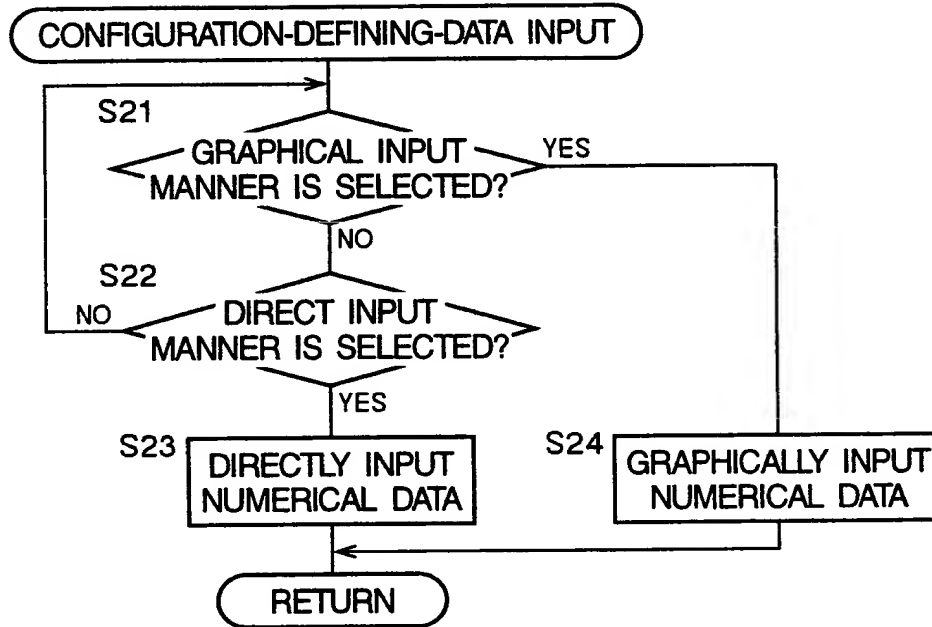 CONFIGURATION-DEFINING-DATA INPUT
S21
GRAPHICAL INPUT
MANNER IS SELECTED?
YES
NO
S22
DIRECT INPUT
MANNER IS SELECTED?
NO
YES
S23
DIRECTLY INPUT
NUMERICAL DATA
S24
GRAPHICALLY INPUT
NUMERICAL DATA
RETURN